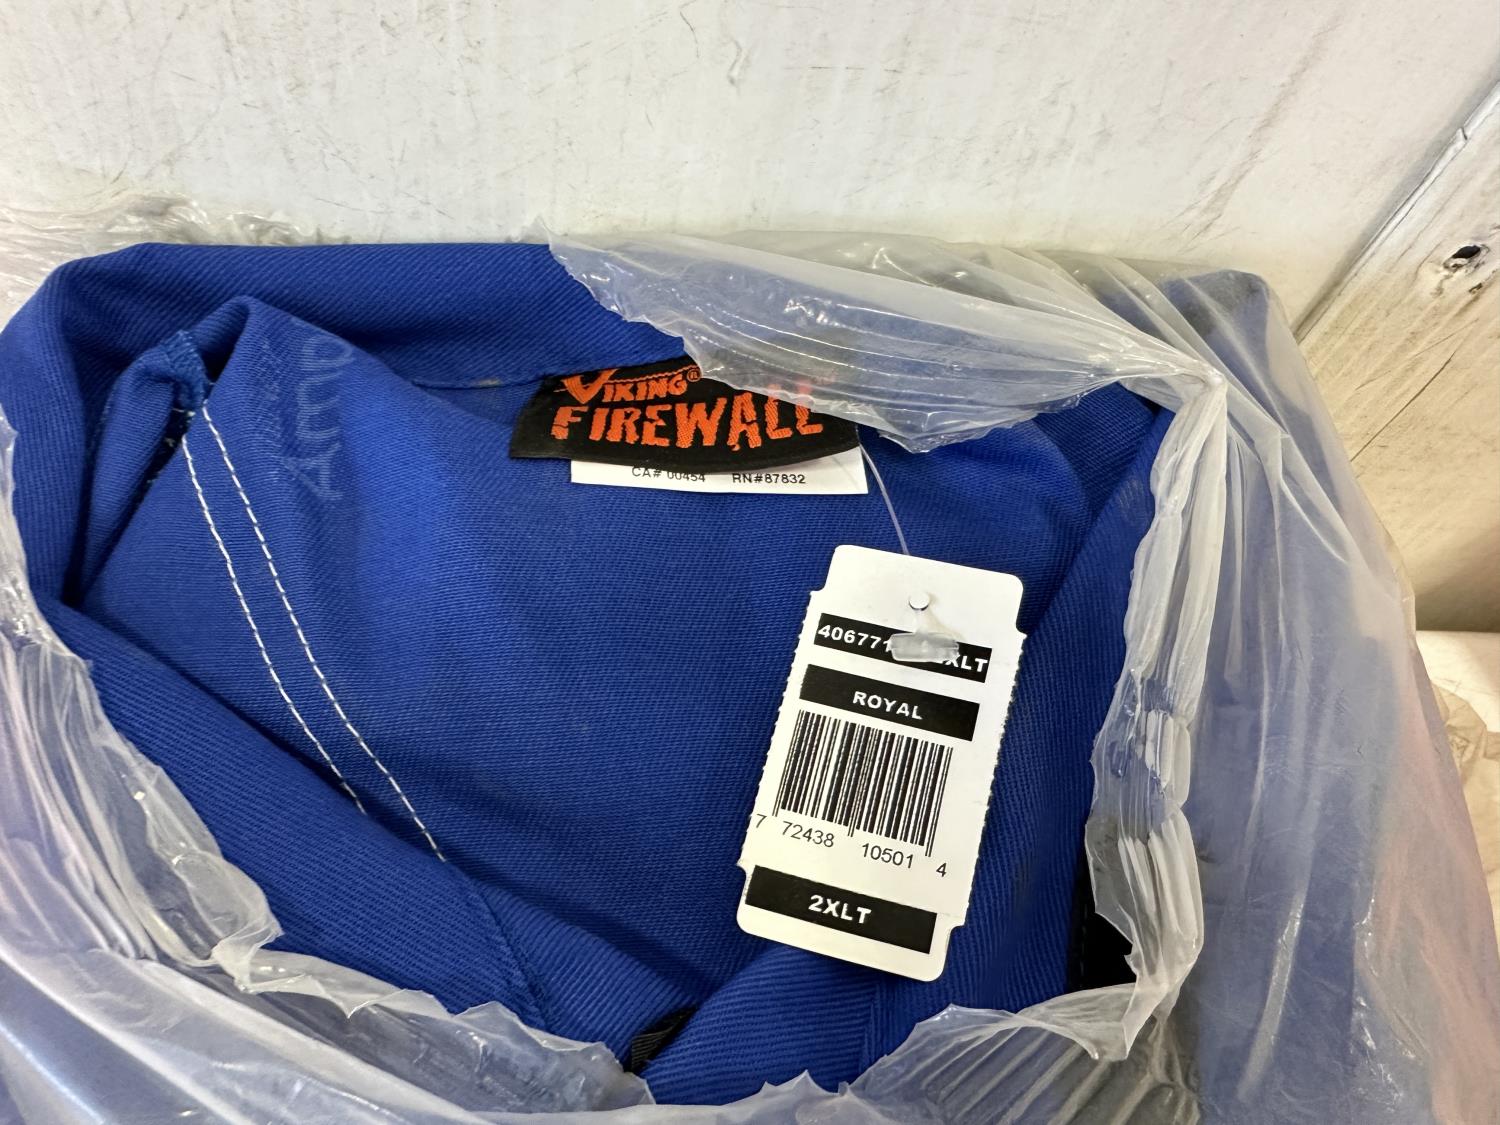 VIKING®
FIREWALL
CA# 00454 RN#87832
ROYAL
7 72438 10501 4
2XLT